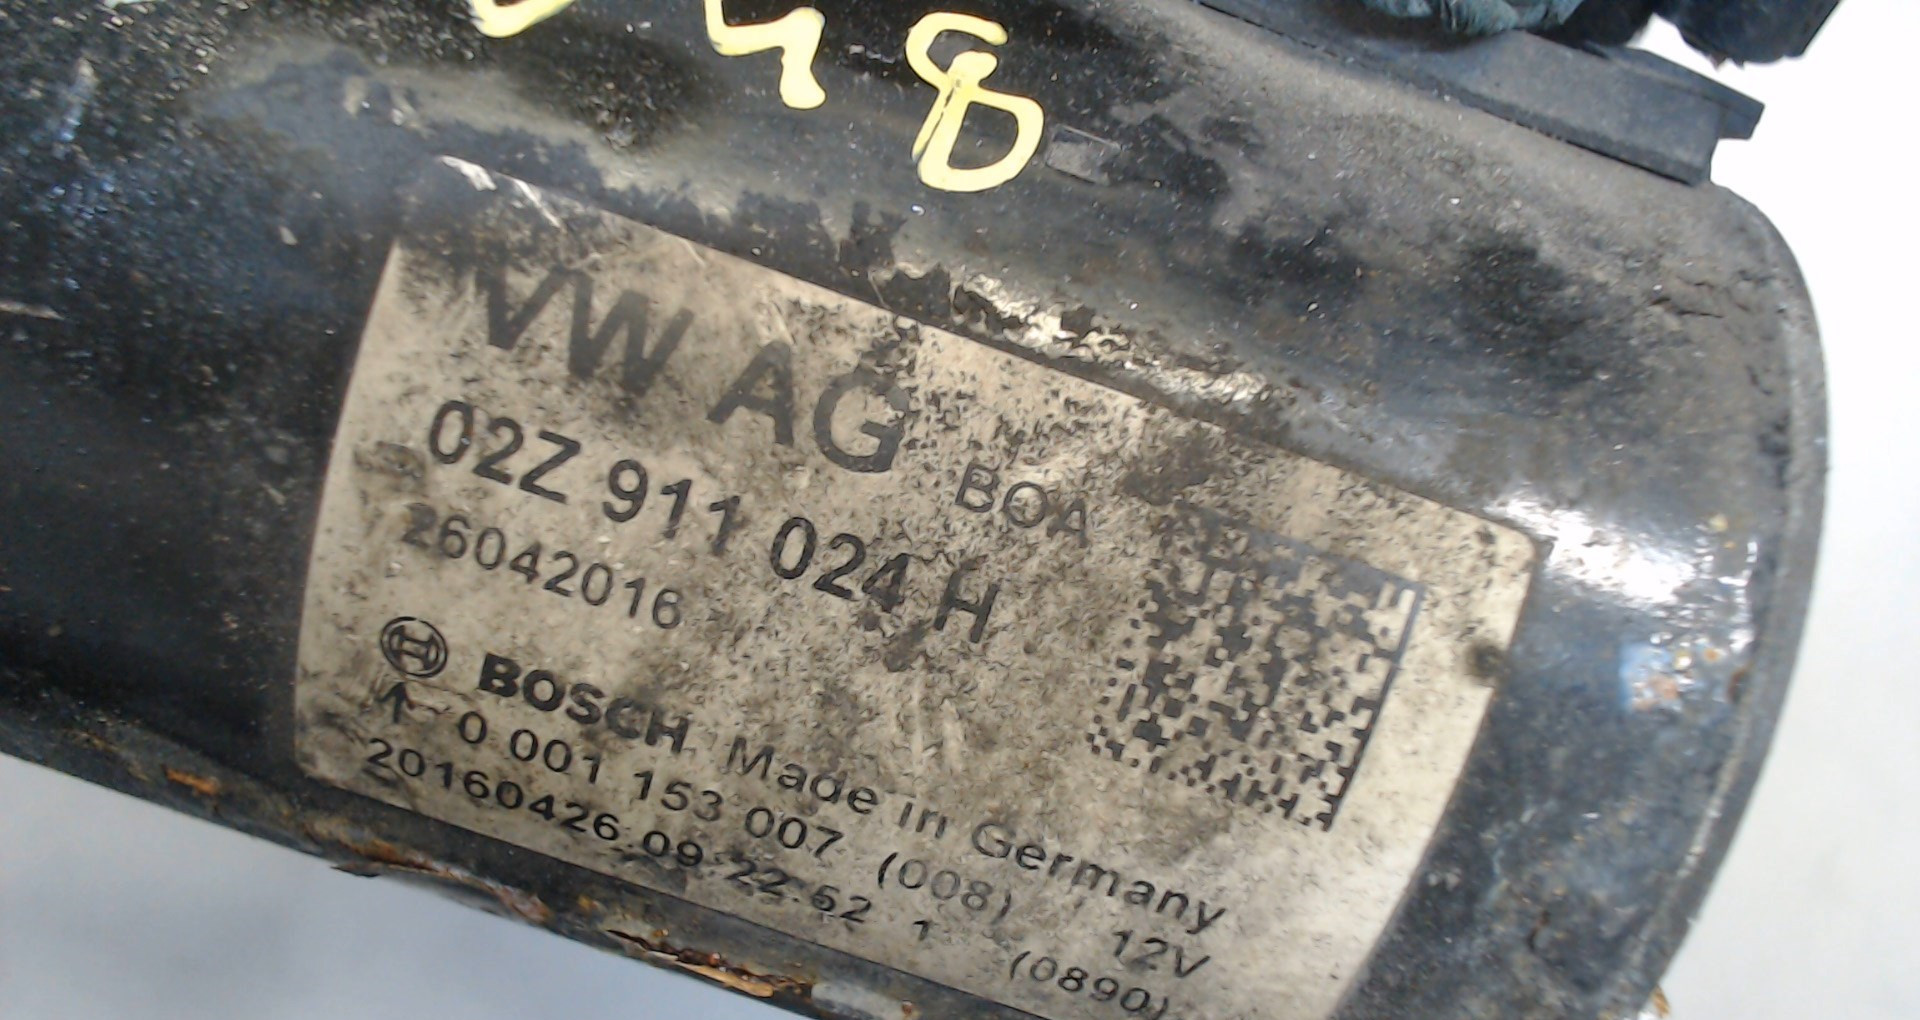 48
VW AG
BOA
02Z 911 024 H
26042016
BOSCH Made in Germany
0 001 153 007 (008) 12V
20160426 09:22:52 1 (0890)